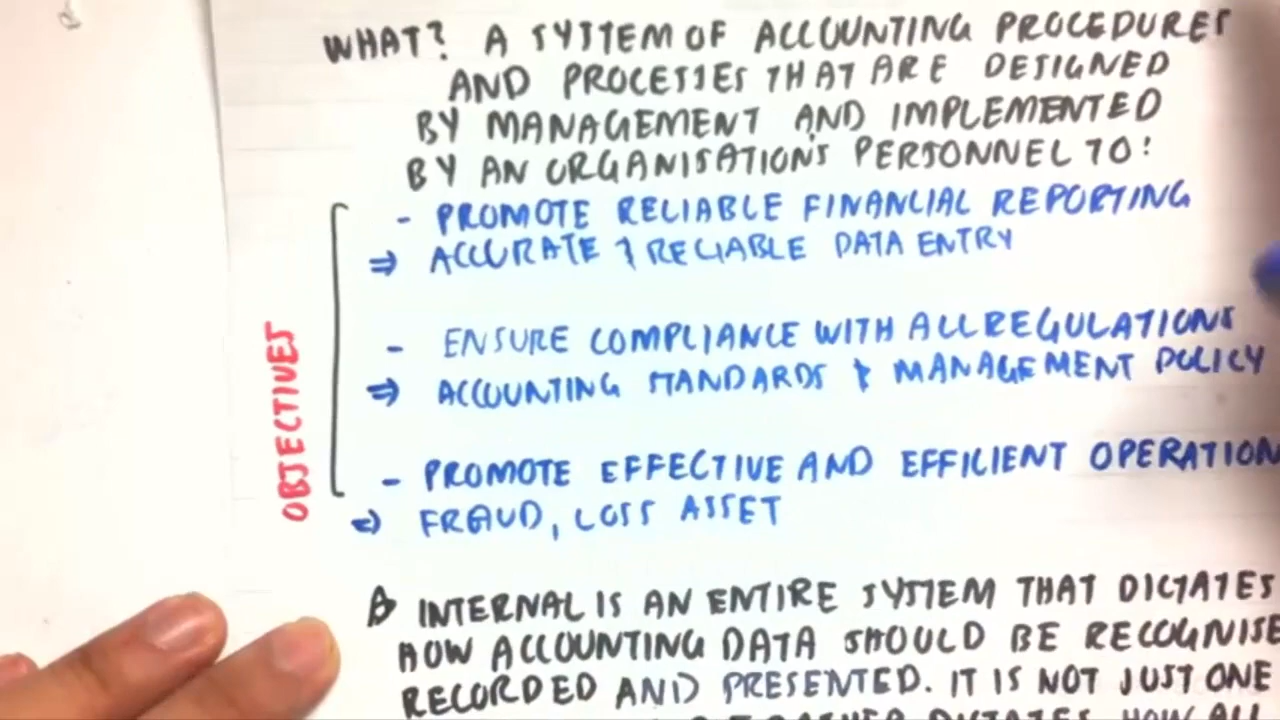 WHAT? A SYSTEM OF ACCOUNTING PROCEDURES
AND PROCESSES THAT ARE DESIGNED
BY MANAGEMENT AND IMPLEMENTED
BY AN ORGANISATION'S PERSONNEL TO:
- PROMOTE RELIABLE FINANCIAL REPORTING
⇒ ACCURATE & RELIABLE DATA ENTRY
- ENSURE COMPLIANCE WITH ALL REGULATIONS
⇒ ACCOUNTING STANDARDS & MANAGEMENT POLICY
OBJECTIVES
- PROMOTE EFFECTIVE AND EFFICIENT OPERATION
⇒ FRAUD, LOSS ASSET
INTERNAL IS AN ENTIRE SYSTEM THAT DICTATES
HOW ACCOUNTING DATA SHOULD BE RECOGNISE
RECORDED AND PRESENTED. IT IS NOT JUST ONE
DICTATES HOW ALL